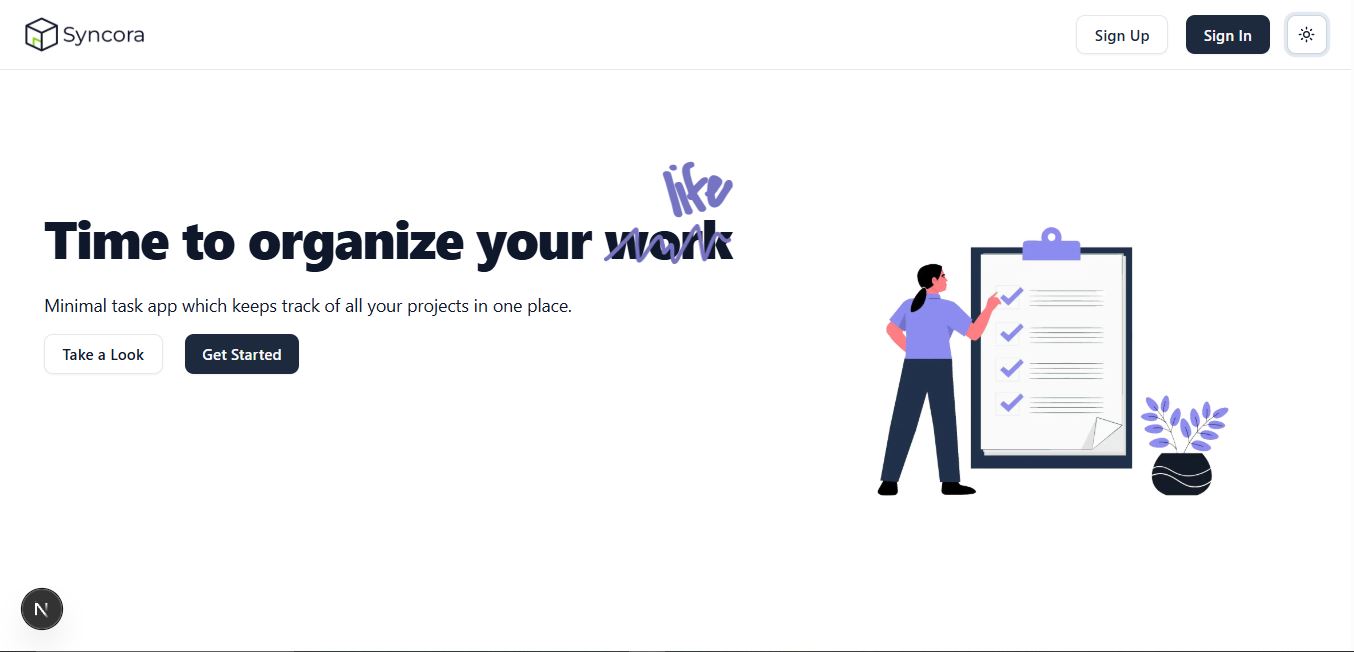 Syncora
Sign Up
Sign In
life
Time to organize your work
Minimal task app which keeps track of all your projects in one place.
Take a Look
Get Started
N